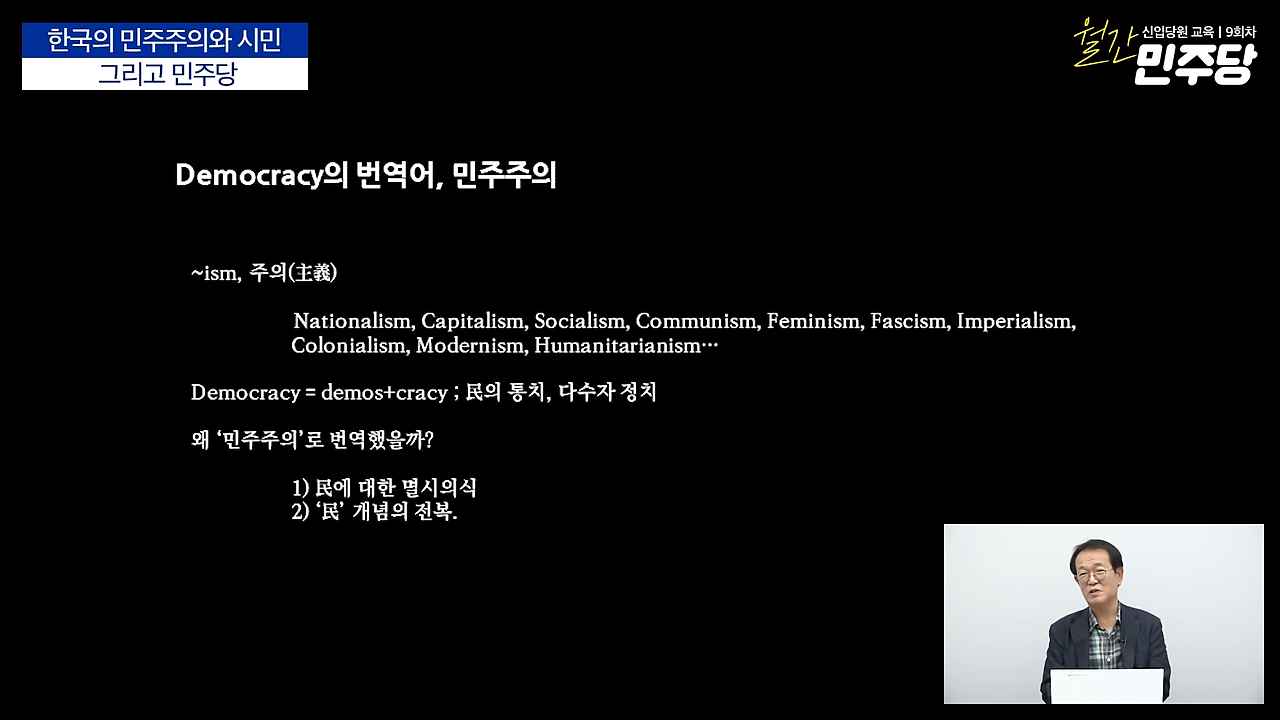 한국의 민주주의와 시민
그리고 민주당
월간
신입당원 교육 | 9회차
민주당
Democracy의 번역어, 민주주의
~ism, 주의(主義)
Nationalism, Capitalism, Socialism, Communism, Feminism, Fascism, Imperialism,
Colonialism, Modernism, Humanitarianism…
Democracy = demos+cracy ; 民의 통치, 다수자 정치
왜 ‘민주주의’로 번역했을까?
1) 民에 대한 멸시의식
2) ‘民’ 개념의 전복.